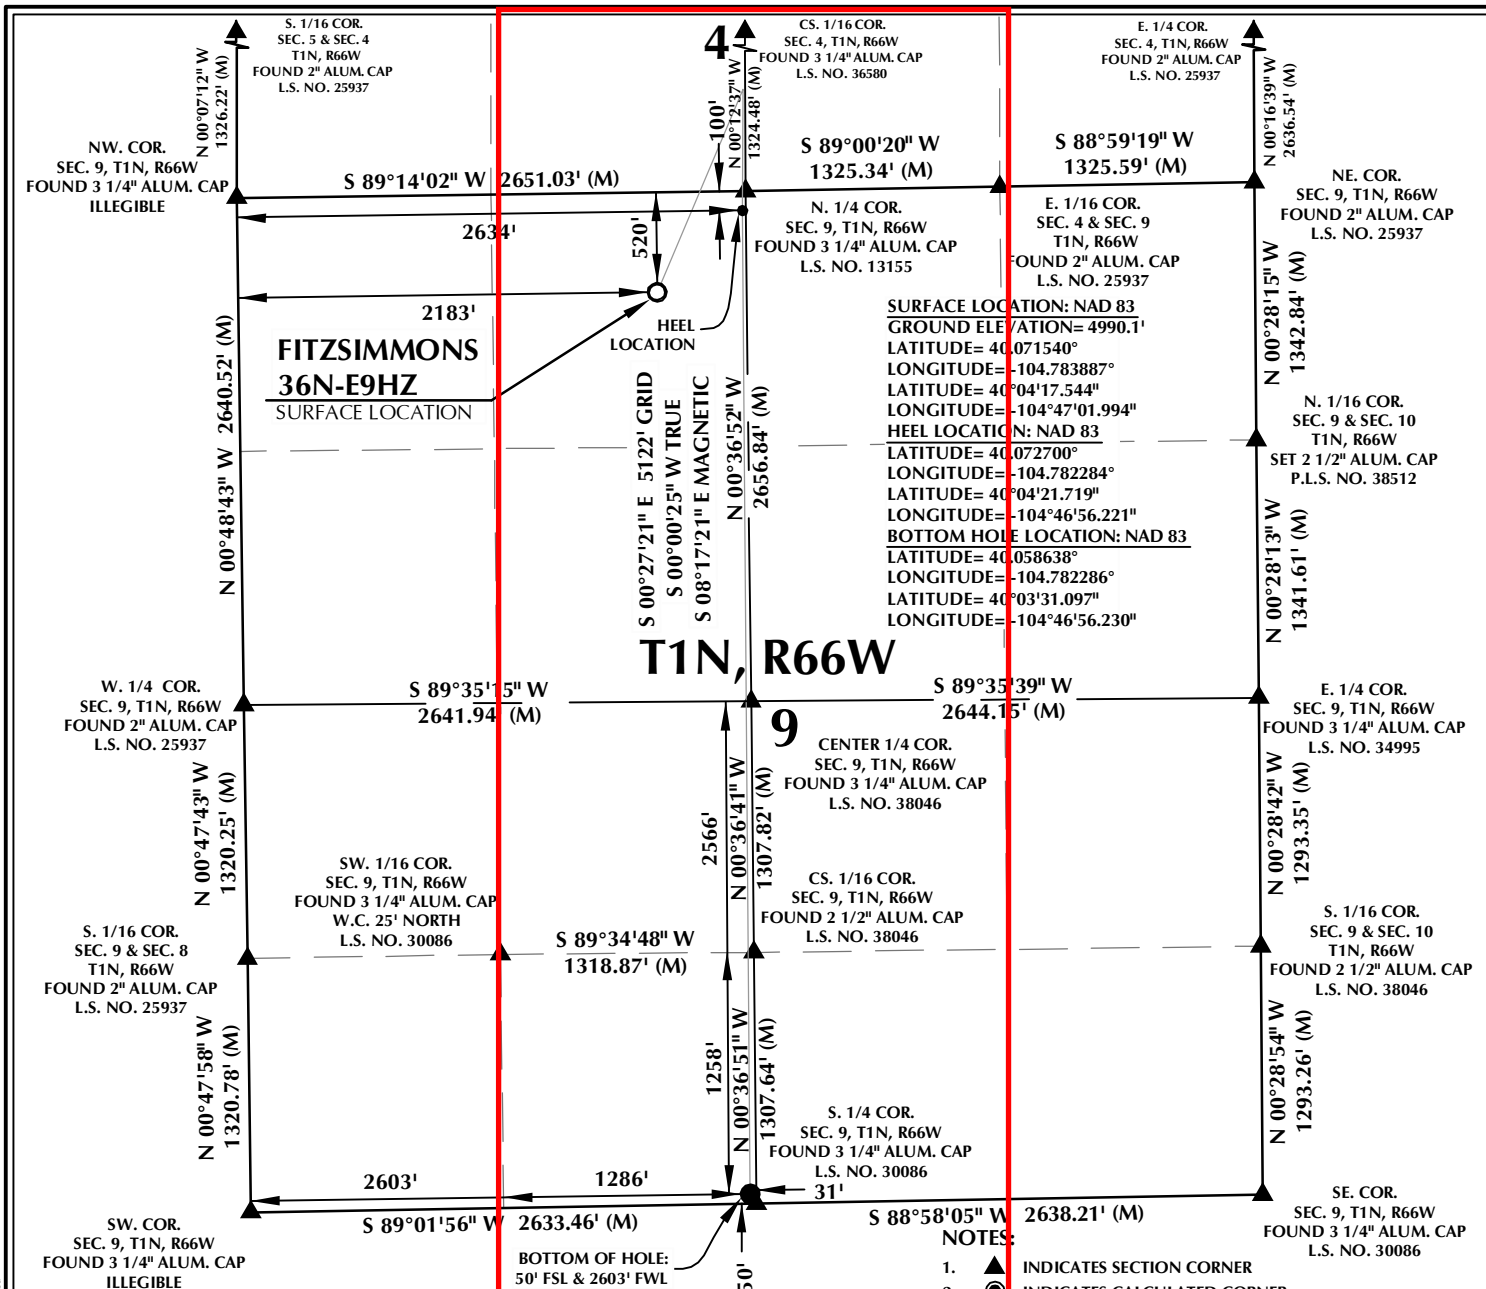 S. 1/16 COR.
SEC. 5 & SEC. 4
T1N, R66W
FOUND 2" ALUM. CAP
L.S. NO. 25937
N 00°07'12" W
1326.22' (M)
4
CS. 1/16 COR.
SEC. 4, T1N, R66W
FOUND 3 1/4" ALUM. CAP
L.S. NO. 36580
N 00°12'37" W
1324.48' (M)
100'
E. 1/4 COR.
SEC. 4, T1N, R66W
FOUND 2" ALUM. CAP
L.S. NO. 25937
N 00°16'39" W
2636.54' (M)
NW. COR.
SEC. 9, T1N, R66W
FOUND 3 1/4" ALUM. CAP
ILLEGIBLE
S 89°14'02" W 2651.03' (M)
S 89°00'20" W
1325.34' (M)
S 88°59'19" W
1325.59' (M)
NE. COR.
SEC. 9, T1N, R66W
FOUND 2" ALUM. CAP
L.S. NO. 25937
2634'
520'
N. 1/4 COR.
SEC. 9, T1N, R66W
FOUND 3 1/4" ALUM. CAP
L.S. NO. 13155
E. 1/16 COR.
SEC. 4 & SEC. 9
T1N, R66W
FOUND 2" ALUM. CAP
L.S. NO. 25937
2183'
HEEL
LOCATION
FITZSIMMONS
36N-E9HZ
SURFACE LOCATION
SURFACE LOCATION: NAD 83
GROUND ELEVATION= 4990.1'
LATITUDE= 40.071540°
LONGITUDE= -104.783887°
LATITUDE= 40°04'17.544"
LONGITUDE= -104°47'01.994"
HEEL LOCATION: NAD 83
LATITUDE= 40.072700°
LONGITUDE= -104.782284°
LATITUDE= 40°04'21.719"
LONGITUDE= -104°46'56.221"
BOTTOM HOLE LOCATION: NAD 83
LATITUDE= 40.058638°
LONGITUDE= -104.782286°
LATITUDE= 40°03'31.097"
LONGITUDE= -104°46'56.230"
N 00°48'43" W 2640.52' (M)
S 00°27'21" E 5122' GRID
S 00°00'25" W TRUE
S 08°17'21" E MAGNETIC
N 00°36'52" W
2656.84' (M)
N 00°28'15" W
1342.84' (M)
N. 1/16 COR.
SEC. 9 & SEC. 10
T1N, R66W
SET 2 1/2" ALUM. CAP
P.L.S. NO. 38512
N 00°28'13" W
1341.61' (M)
T1N, R66W
W. 1/4 COR.
SEC. 9, T1N, R66W
FOUND 2" ALUM. CAP
L.S. NO. 25937
S 89°35'15" W
2641.94' (M)
S 89°35'39" W
2644.15' (M)
E. 1/4 COR.
SEC. 9, T1N, R66W
FOUND 3 1/4" ALUM. CAP
L.S. NO. 34995
9
CENTER 1/4 COR.
SEC. 9, T1N, R66W
FOUND 3 1/4" ALUM. CAP
L.S. NO. 38046
N 00°47'43" W
1320.25' (M)
2566'
N 00°36'41" W
1307.82' (M)
N 00°28'42" W
1293.35' (M)
SW. 1/16 COR.
SEC. 9, T1N, R66W
FOUND 3 1/4" ALUM. CAP
W.C. 25' NORTH
L.S. NO. 30086
CS. 1/16 COR.
SEC. 9, T1N, R66W
FOUND 2 1/2" ALUM. CAP
L.S. NO. 38046
S. 1/16 COR.
SEC. 9 & SEC. 8
T1N, R66W
FOUND 2" ALUM. CAP
L.S. NO. 25937
S 89°34'48" W
1318.87' (M)
S. 1/16 COR.
SEC. 9 & SEC. 10
T1N, R66W
FOUND 2 1/2" ALUM. CAP
L.S. NO. 38046
N 00°47'58" W
1320.78' (M)
1258'
N 00°36'51" W
1307.64' (M)
N 00°28'54" W
1293.26' (M)
S. 1/4 COR.
SEC. 9, T1N, R66W
FOUND 3 1/4" ALUM. CAP
L.S. NO. 30086
2603'
1286'
31'
SW. COR.
SEC. 9, T1N, R66W
FOUND 3 1/4" ALUM. CAP
ILLEGIBLE
S 89°01'56" W 2633.46' (M)
S 88°58'05" W 2638.21' (M)
SE. COR.
SEC. 9, T1N, R66W
FOUND 3 1/4" ALUM. CAP
L.S. NO. 30086
BOTTOM OF HOLE:
50' FSL & 2603' FWL
50'
NOTES:
1. INDICATES SECTION CORNER
INDICATES CALCULATED CORNER